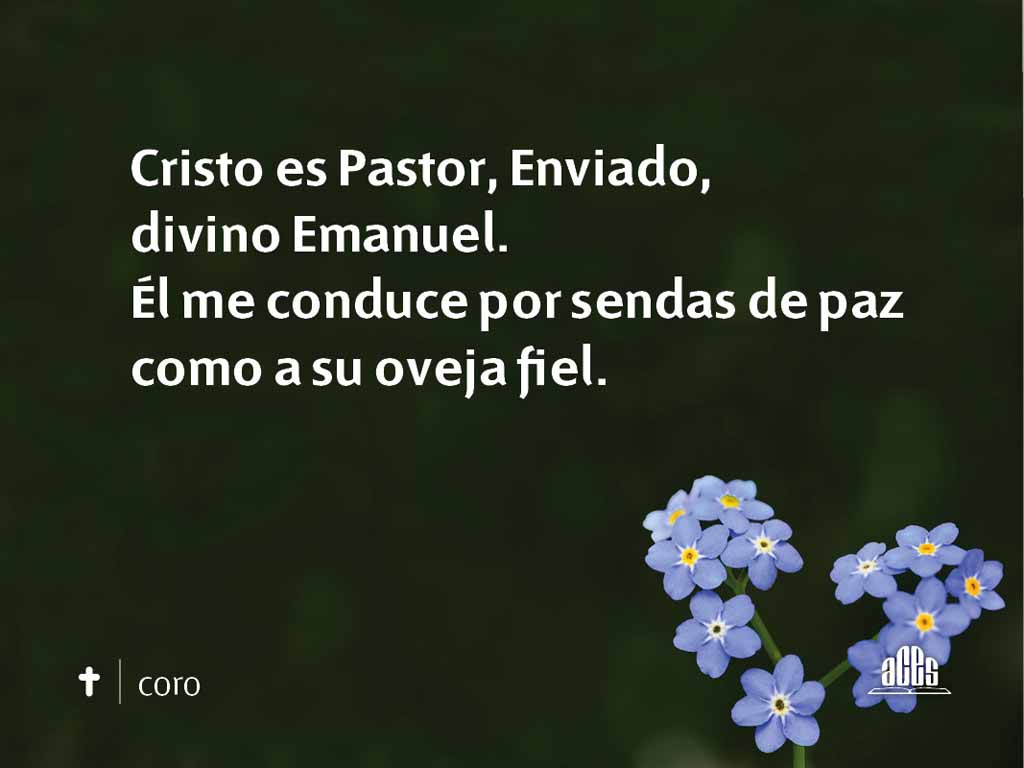 Cristo es Pastor, Enviado,
divino Emanuel.
Él me conduce por sendas de paz
como a su oveja fiel.
coro
aces